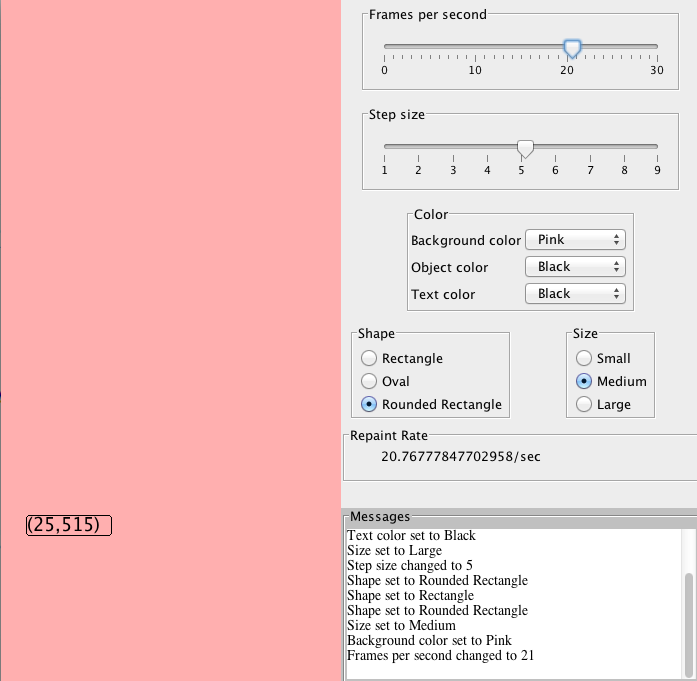 Frames per second
0 10 20 30
Step size
1 2 3 4 5 6 7 8 9
Color
Background color Pink
Object color Black
Text color Black
Shape
Rectangle
Oval
Rounded Rectangle
Size
Small
Medium
Large
Repaint Rate
20.76777847702958/sec
(25,515)
Messages
Text color set to Black
Size set to Large
Step size changed to 5
Shape set to Rounded Rectangle
Shape set to Rectangle
Shape set to Rounded Rectangle
Size set to Medium
Background color set to Pink
Frames per second changed to 21